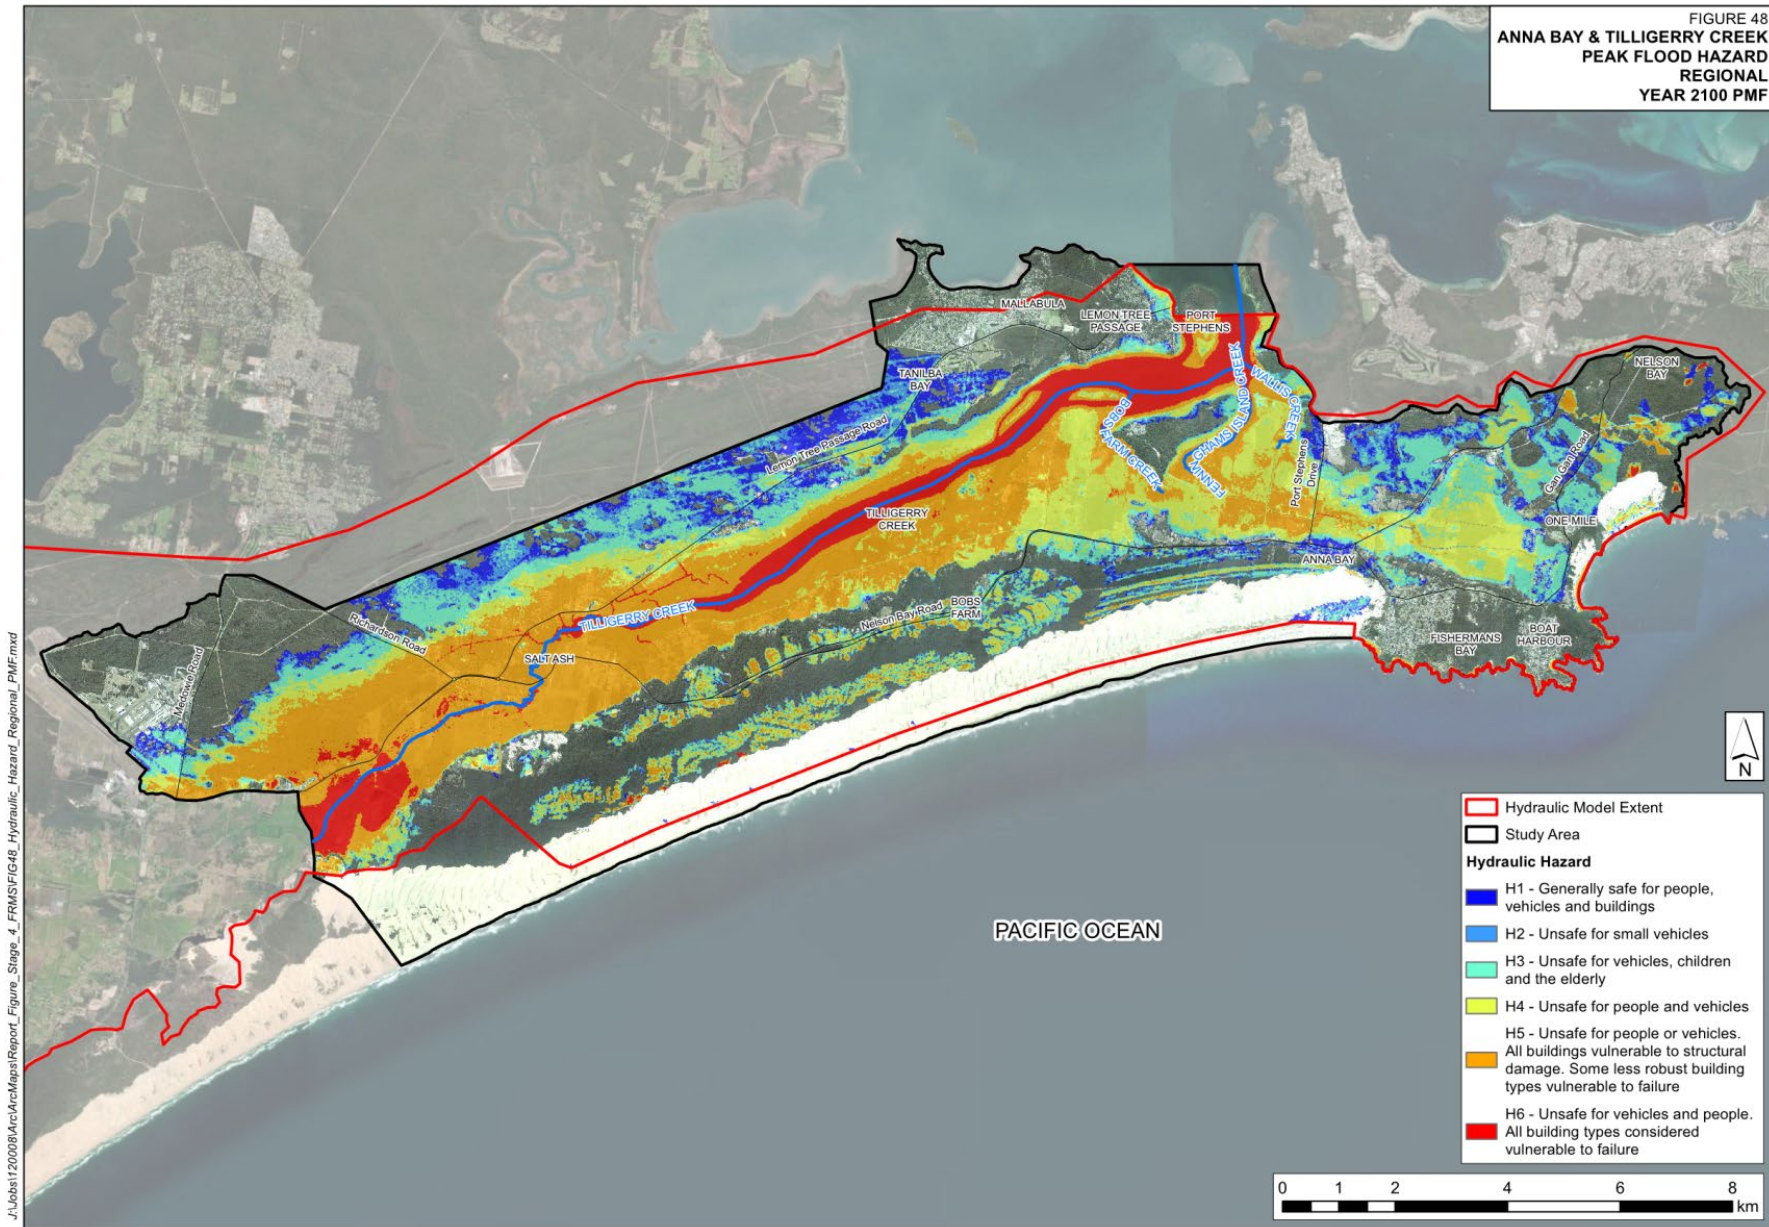 FIGURE 48
ANNA BAY & TILLIGERRY CREEK
PEAK FLOOD HAZARD
REGIONAL
YEAR 2100 PMF
MALLABULA
LEMON TREE
PASSAGE
PORT
STEPHENS
TANILBA
BAY
NELSON
BAY
WALLIS CREEK
FENNINGHAMS ISLAND CREEK
BOBS
FARM CREEK
Lemon Tree Passage Road
Port Stephens
Drive
Gan Gan Road
TILLIGERRY
CREEK
ONE MILE
ANNA BAY
BOBS
FARM
Nelson Bay Road
TILLIGERRY CREEK
Richardson Road
SALT ASH
FISHERMANS
BAY
BOAT
HARBOUR
Medowie Road
PACIFIC OCEAN
N
Hydraulic Model Extent
Study Area
Hydraulic Hazard
H1 - Generally safe for people,
vehicles and buildings
H2 - Unsafe for small vehicles
H3 - Unsafe for vehicles, children
and the elderly
H4 - Unsafe for people and vehicles
H5 - Unsafe for people or vehicles.
All buildings vulnerable to structural
damage. Some less robust building
types vulnerable to failure
H6 - Unsafe for vehicles and people.
All building types considered
vulnerable to failure
0 1 2 4 6 8
km
J:\Jobs\120008\Arc\ArcMaps\Report_Figure_Stage_4_FRMS\FIG48_Hydraulic_Hazard_Regional_PMF.mxd